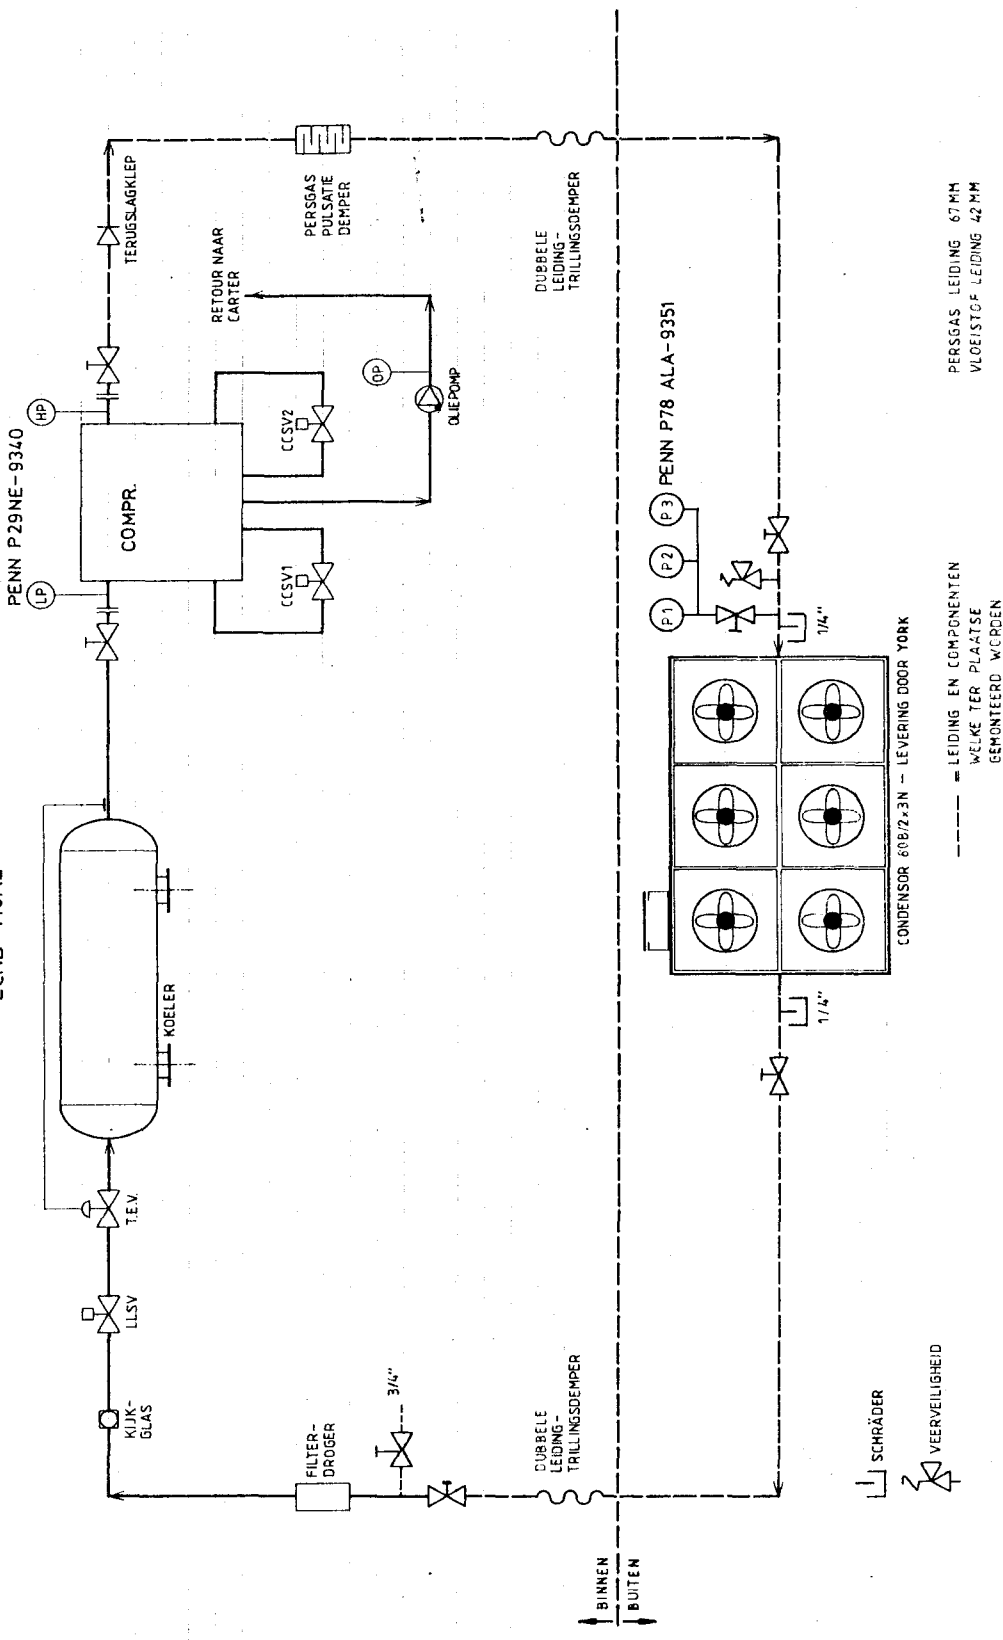 PENN P29NE-9340
LP
HP
COMPR.
TERUGSLAGKLEP
PERSGAS
PULSATIE
DEMPER
RETOUR NAAR
CARTER
CCSV1
CCSV2
OP
OLIEPOMP
DUBBELE
LEIDING-
TRILLINGSDEMPER
KOELER
T.E.V.
LLSV
KIJK-
GLAS
FILTER-
DROGER
3/4"
DUBBELE
LEIDING-
TRILLINGSDEMPER
BINNEN
BUITEN
P1
P2
P3
PENN P78 ALA-9351
1/4"
1/4"
CONDENSOR 60B/2x3N - LEVERING DOOR YORK
SCHRÄDER
VEERVEILIGHEID
---- = LEIDING EN COMPONENTEN
WELKE TER PLAATSE
GEMONTEERD WORDEN
PERSGAS LEIDING 67MM
VLOEISTOF LEIDING 42MM